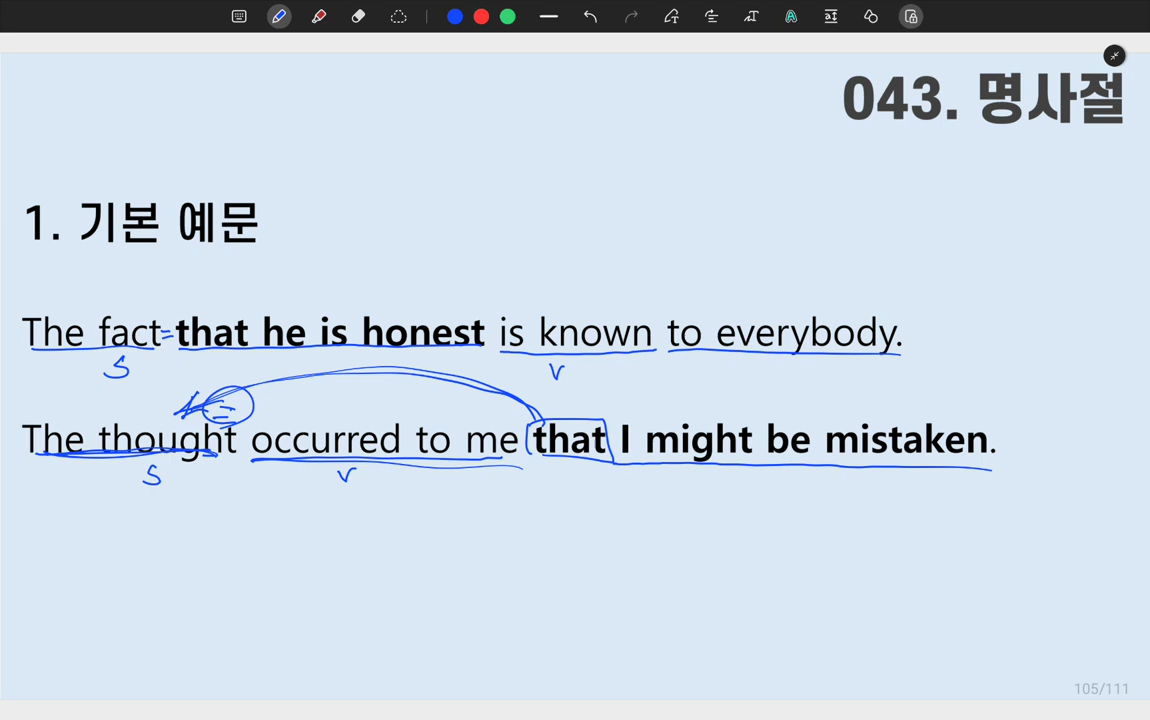 043. 명사절
1. 기본 예문
The fact=that he is honest is known to everybody.
S V
=
The thought occurred to me that I might be mistaken.
S V
105/111